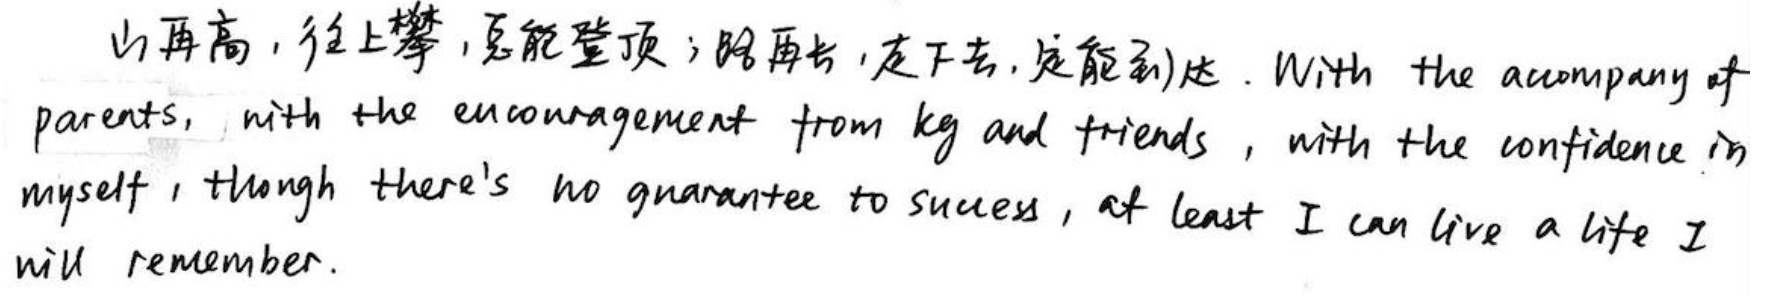 山再高，往上攀，总能登顶；路再长，走下去，定能到达. With the accompany of
parents, with the encouragement from kg and friends, with the confidence in
myself, though there's no guarantee to success, at least I can live a life I
will remember.